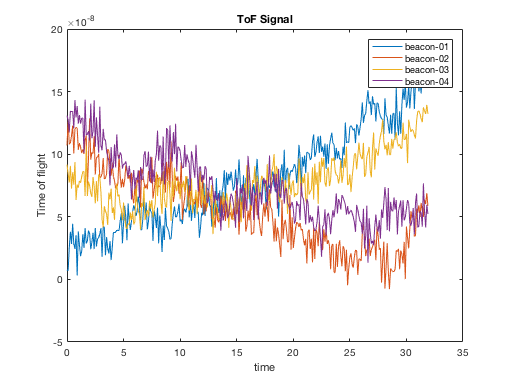 ToF Signal
×10⁻⁸
20
15
10
5
0
-5
0 5 10 15 20 25 30 35
Time of flight
time
beacon-01
beacon-02
beacon-03
beacon-04